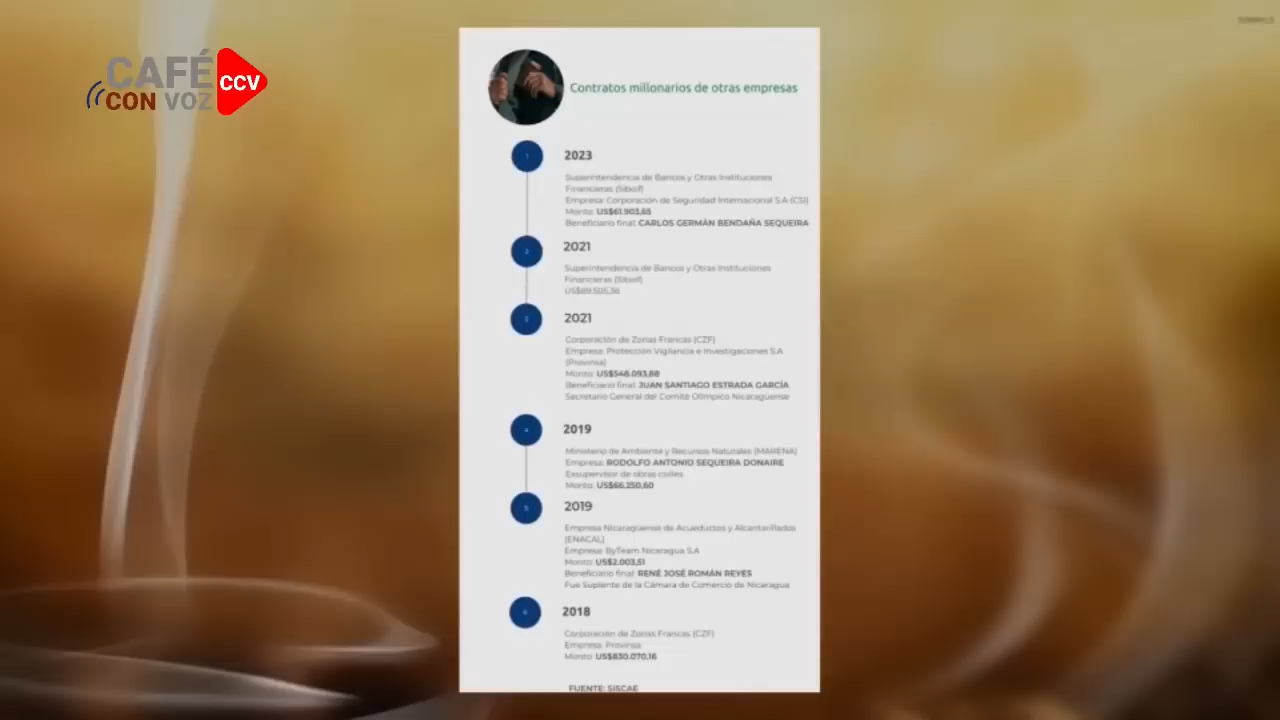 CAFÉ
CON VOZ
CCV
Contratos millonarios de otras empresas
1
2023
Superintendencia de Bancos y Otras Instituciones
Financieras (Siboif)
Empresa: Corporación de Seguridad Internacional S.A (CSI)
Monto: US$61.903,65
Beneficiario final: CARLOS GERMÁN BENDAÑA SEQUEIRA
2
2021
Superintendencia de Bancos y Otras Instituciones
Financieras (Siboif)
3
2021
Corporación de Zonas Francas (CZF)
Empresa: Protección Vigilancia e Investigaciones S.A
(Provinsa)
Monto: US$548.093,88
Beneficiario final: JUAN SANTIAGO ESTRADA GARCÍA
Secretario General del Comité Olímpico Nicaragüense
4
2019
Ministerio de Ambiente y Recursos Naturales (MARENA)
Empresa: RODOLFO ANTONIO SEQUEIRA DONAIRE
Exsupervisor de obras civiles
Monto: US$66.250,60
5
2019
Empresa Nicaragüense de Acueductos y Alcantarillados
(ENACAL)
Empresa: ByTeam Nicaragua S.A
Monto: US$2.003,51
Beneficiario final: RENÉ JOSÉ ROMÁN REYES
Fue Suplente de la Cámara de Comercio de Nicaragua
6
2018
Corporación de Zonas Francas (CZF)
Empresa: Provinsa
Monto: US$830.070,16
FUENTE: SISCAE